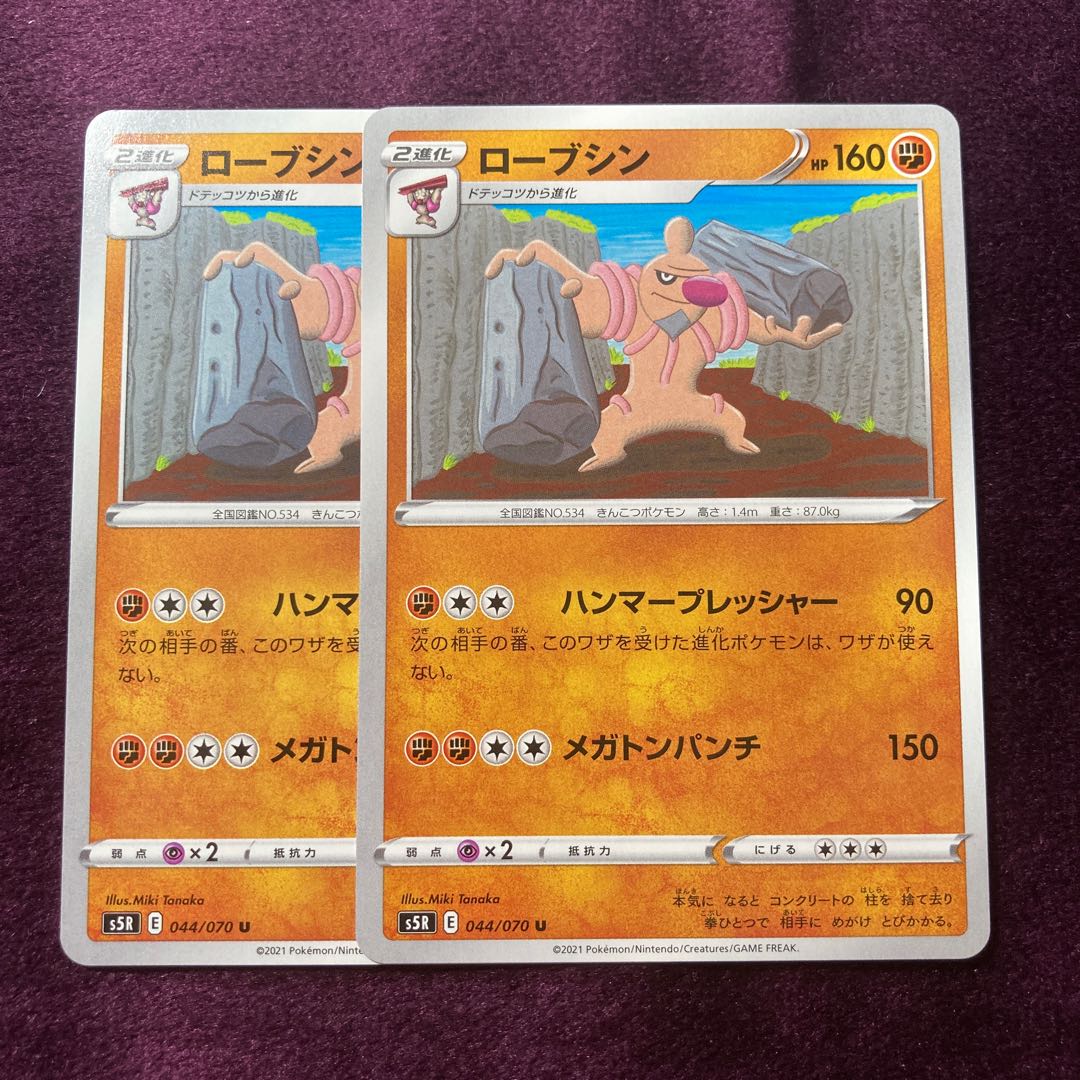 2進化 ローブシン
ドテッコツから進化
全国図鑑NO.534 きんこつポ
ハンマ
次の相手の番、このワザを受
ない。
メガト
弱点 ×2 抵抗力
Illus.Miki Tanaka
s5R E 044/070 U
©2021 Pokémon/Ninte
2進化 ローブシン HP 160
ドテッコツから進化
全国図鑑NO.534 きんこつポケモン 高さ:1.4m 重さ:87.0kg
ハンマープレッシャー 90
次の相手の番、このワザを受けた進化ポケモンは、ワザが使え
ない。
メガトンパンチ 150
弱点 ×2 抵抗力 にげる
Illus.Miki Tanaka
本気に なると コンクリートの 柱を 捨て去り
拳ひとつで 相手に めがけ とびかかる。
s5R E 044/070 U
©2021 Pokémon/Nintendo/Creatures/GAME FREAK.